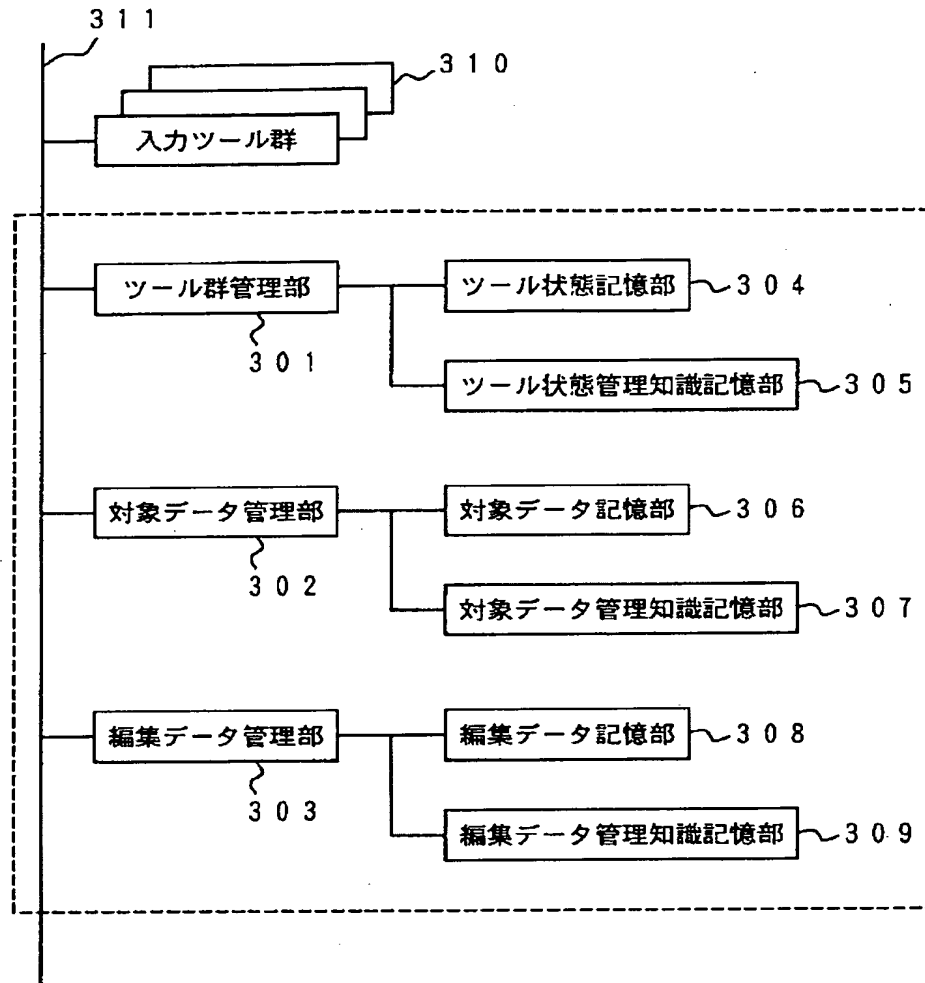 ３１１
３１０
入力ツール群
ツール群管理部
ツール状態記憶部
３０４
３０１
ツール状態管理知識記憶部
３０５
対象データ管理部
対象データ記憶部
３０６
３０２
対象データ管理知識記憶部
３０７
編集データ管理部
編集データ記憶部
３０８
３０３
編集データ管理知識記憶部
３０９